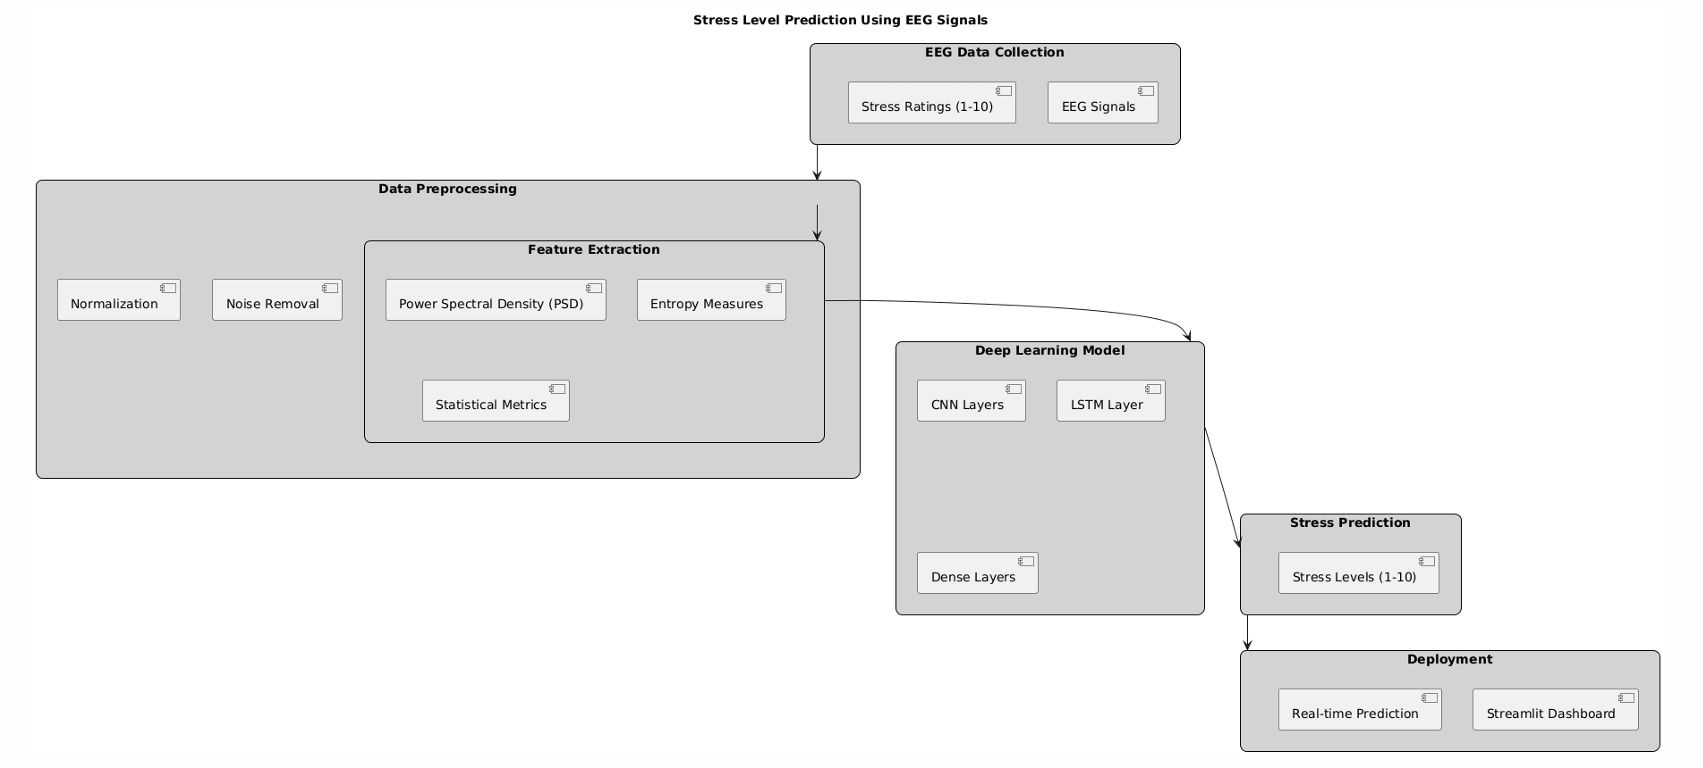 Stress Level Prediction Using EEG Signals
EEG Data Collection
Stress Ratings (1-10)
EEG Signals
Data Preprocessing
Normalization
Noise Removal
Feature Extraction
Power Spectral Density (PSD)
Entropy Measures
Statistical Metrics
Deep Learning Model
CNN Layers
LSTM Layer
Dense Layers
Stress Prediction
Stress Levels (1-10)
Deployment
Real-time Prediction
Streamlit Dashboard